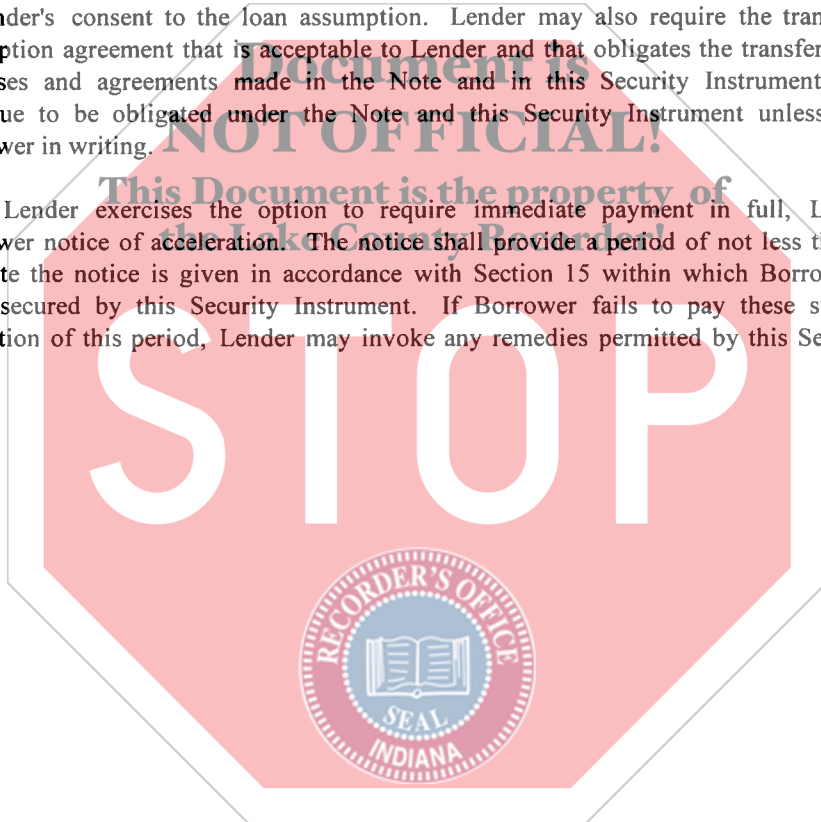 nder's consent to the loan assumption. Lender may also require the tran
ption agreement that is acceptable to Lender and that obligates the transfer
ses and agreements made in the Note and in this Security Instrument
ue to be obligated under the Note and this Security Instrument unless
wer in writing.
Document is
NOT OFFICIAL!
This Document is the property of
the Lake County Recorder!
Lender exercises the option to require immediate payment in full, L
wer notice of acceleration. The notice shall provide a period of not less th
te the notice is given in accordance with Section 15 within which Borro
secured by this Security Instrument. If Borrower fails to pay these s
tion of this period, Lender may invoke any remedies permitted by this Se
STOP
RECORDER'S OFFICE
SEAL
INDIANA